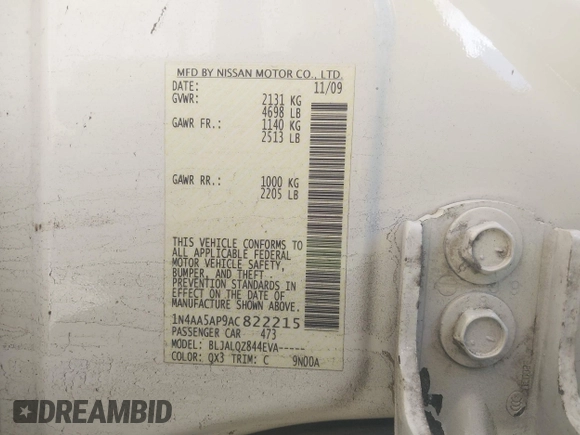 MFD BY NISSAN MOTOR CO., LTD.
DATE: 11/09
GVWR: 2131 KG
4698 LB
GAWR FR.: 1140 KG
2513 LB
GAWR RR.: 1000 KG
2205 LB
THIS VEHICLE CONFORMS TO
ALL APPLICABLE FEDERAL
MOTOR VEHICLE SAFETY,
BUMPER, AND THEFT
PREVENTION STANDARDS IN
EFFECT ON THE DATE OF
MANUFACTURE SHOWN ABOVE.
1N4AA5AP9AC822215
PASSENGER CAR 473
MODEL: BLJALQZ844EVA-----
COLOR: QX3 TRIM: C 9N00A
DREAMBID